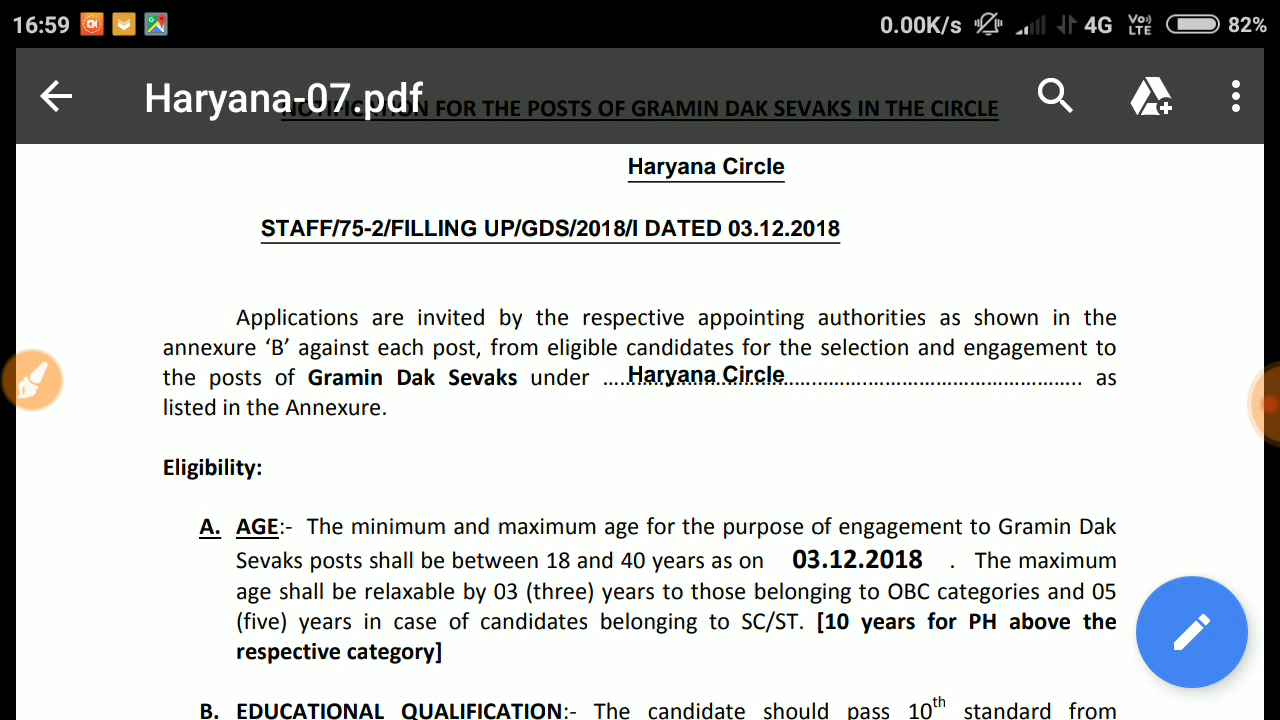 16:59 0.00K/s 4G Vo)) LTE 82%
Haryana-07.pdf
NOTIFICATION FOR THE POSTS OF GRAMIN DAK SEVAKS IN THE CIRCLE
Haryana Circle
STAFF/75-2/FILLING UP/GDS/2018/I DATED 03.12.2018
Applications are invited by the respective appointing authorities as shown in the
annexure ‘B’ against each post, from eligible candidates for the selection and engagement to
the posts of Gramin Dak Sevaks under ....Haryana Circle.......................................... as
listed in the Annexure.
Eligibility:
A. AGE:- The minimum and maximum age for the purpose of engagement to Gramin Dak
Sevaks posts shall be between 18 and 40 years as on 03.12.2018 . The maximum
age shall be relaxable by 03 (three) years to those belonging to OBC categories and 05
(five) years in case of candidates belonging to SC/ST. [10 years for PH above the
respective category]
B. EDUCATIONAL QUALIFICATION:- The candidate should pass 10th standard from